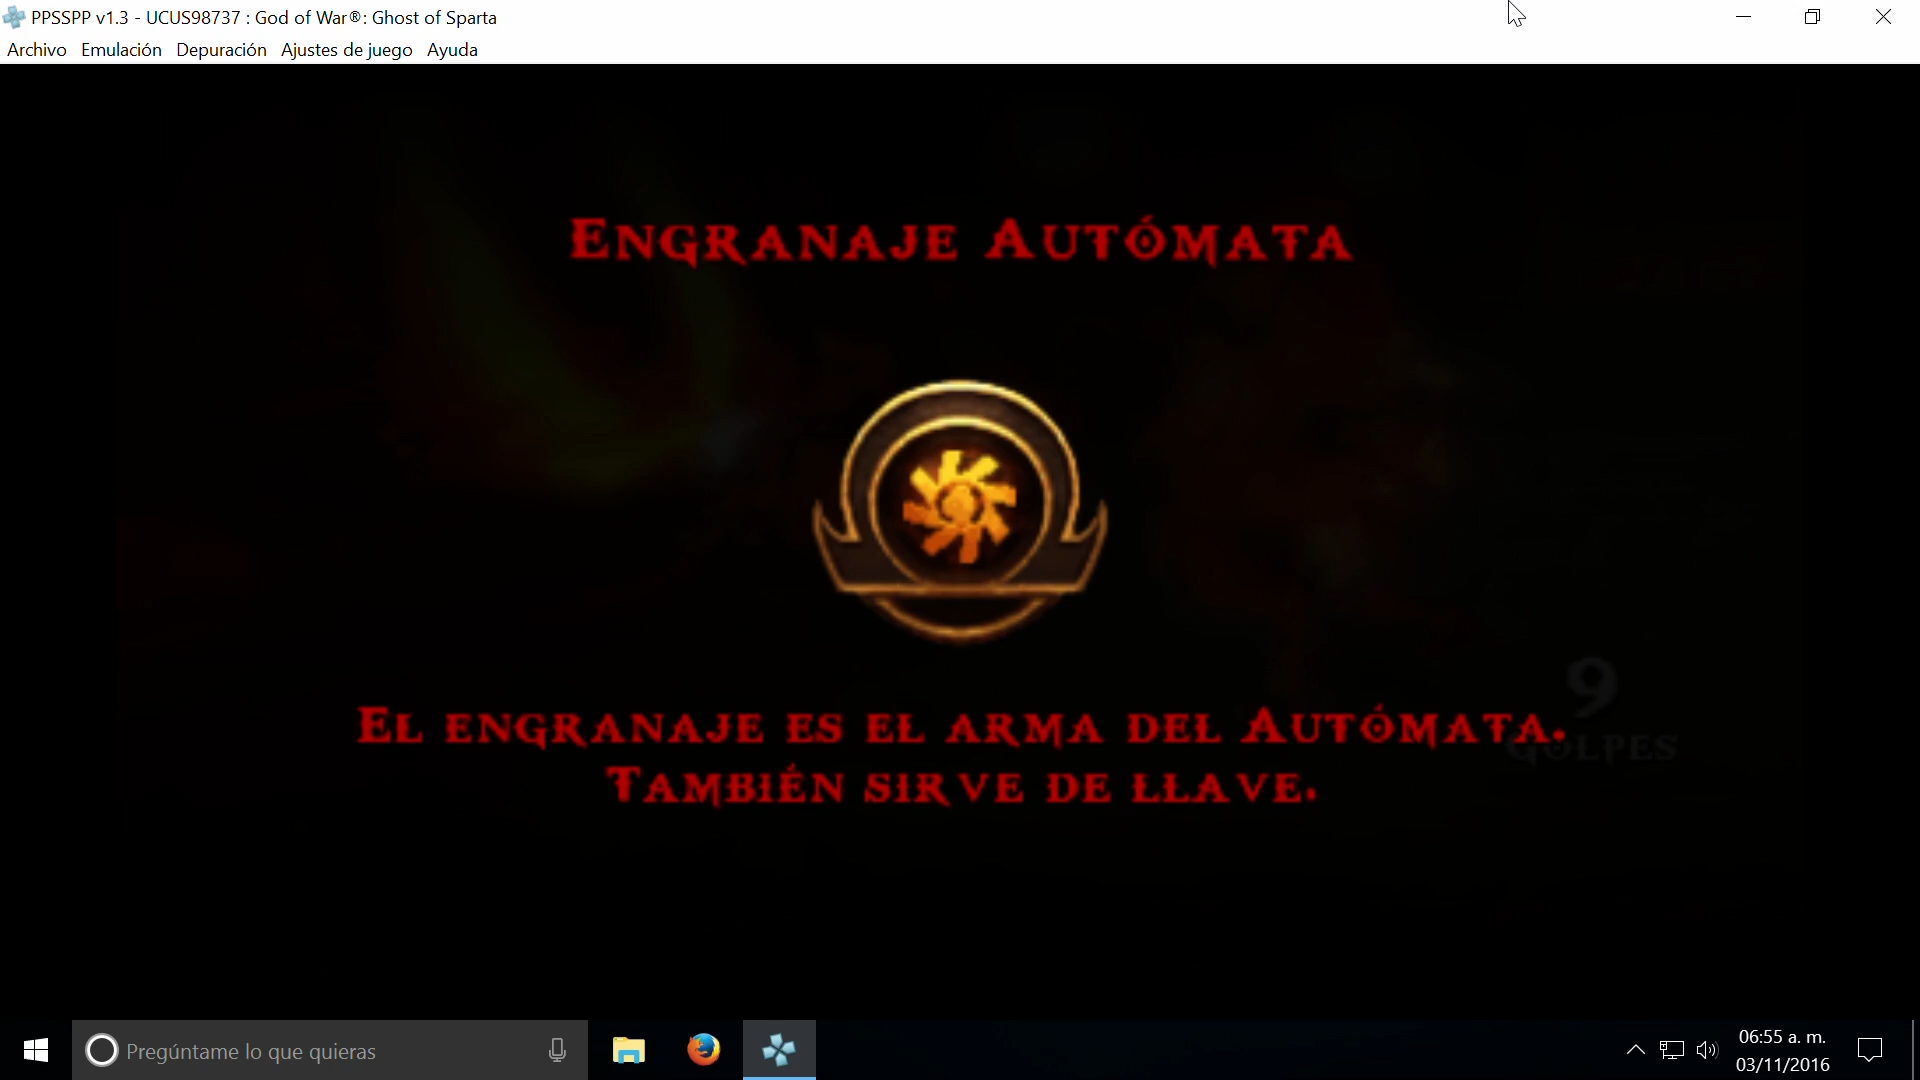 PPSSPP v1.3 - UCUS98737 : God of War®: Ghost of Sparta
Archivo Emulación Depuración Ajustes de juego Ayuda
Engranaje Autómata
9
Golpes
El engranaje es el arma del Autómata.
También sirve de llave.
Pregúntame lo que quieras
06:55 a. m.
03/11/2016